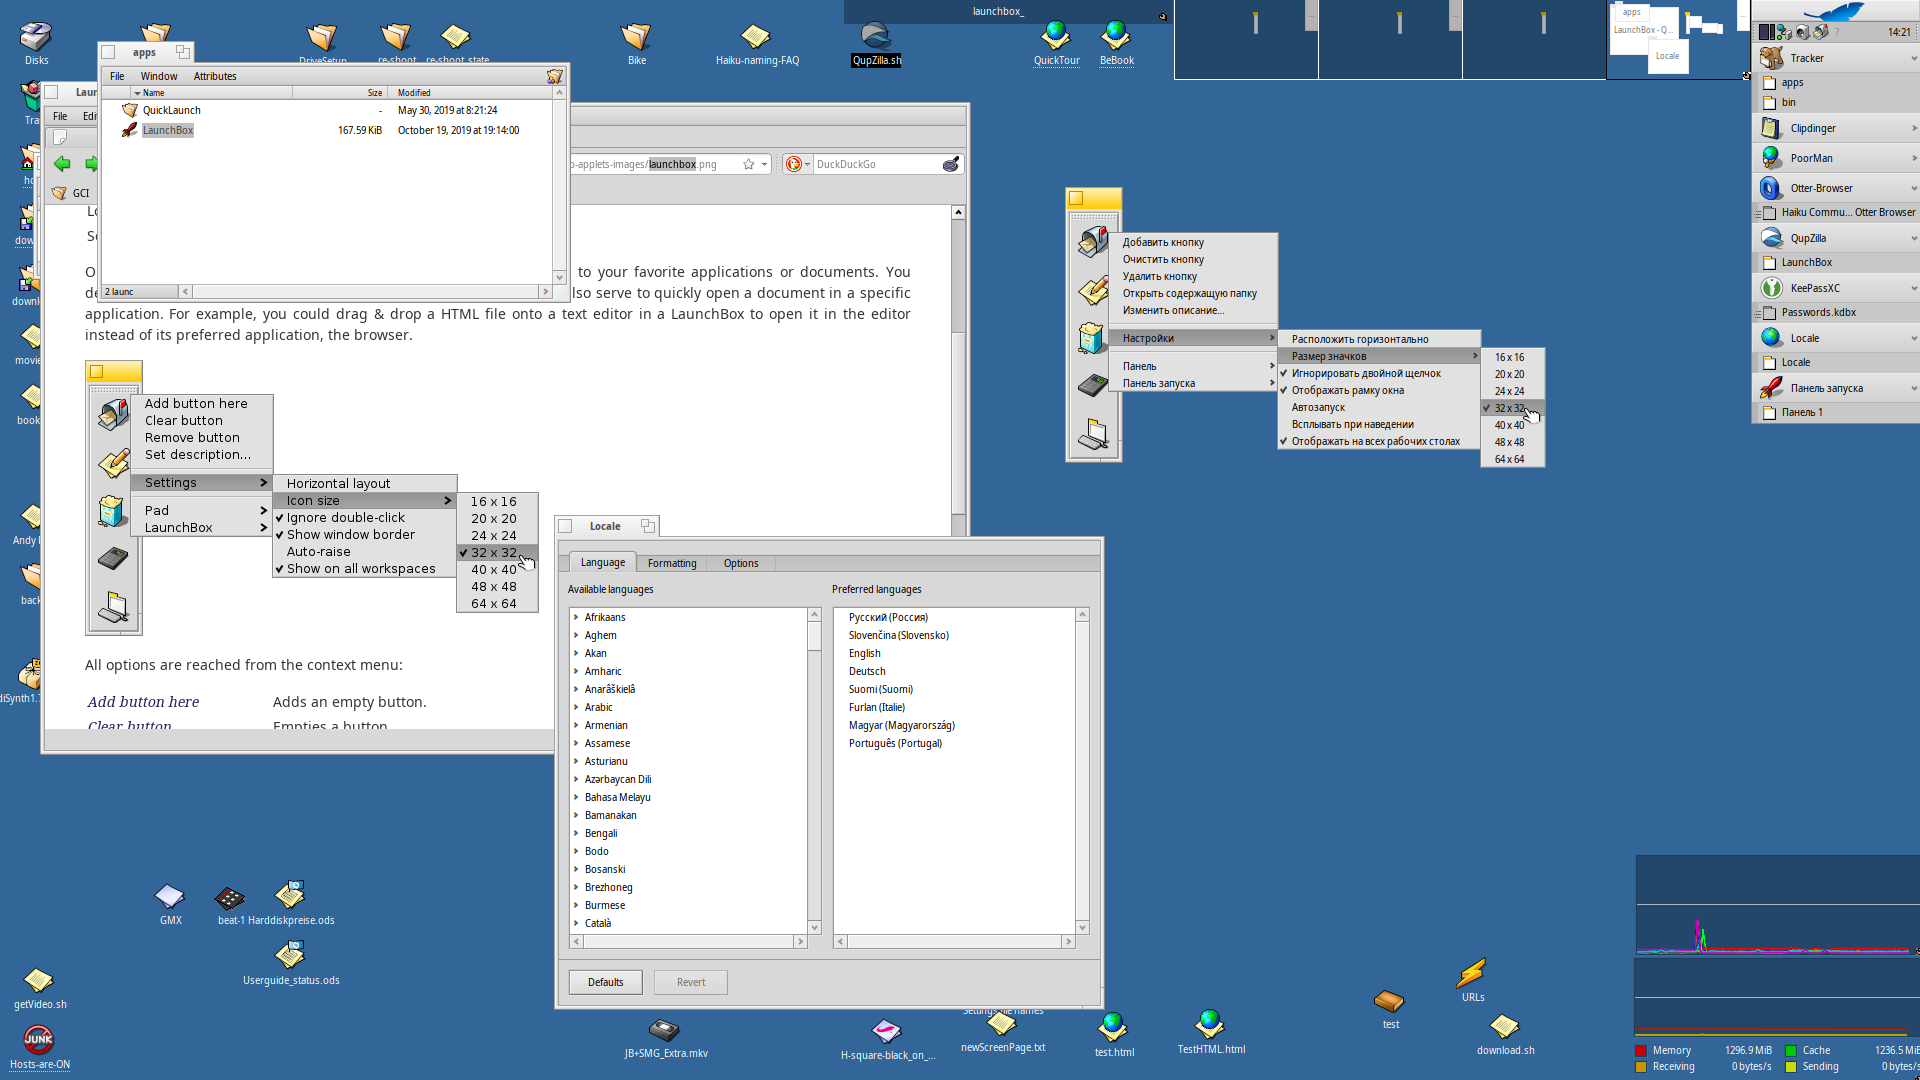 launchbox_
14:21
Disks
DriveSetup
re-shoot
re-shoot state
Bike
Haiku-naming-FAQ
QupZilla.sh
QuickTour
BeBook
apps
File Window Attributes
Name Size Modified
QuickLaunch - May 30, 2019 at 8:21:24
LaunchBox 167.59 KiB October 19, 2019 at 19:14:00
2 launc
File
GCI
-applets-images/launchbox.png
DuckDuckGo
to your favorite applications or documents. You
lso serve to quickly open a document in a specific
application. For example, you could drag & drop a HTML file onto a text editor in a LaunchBox to open it in the editor
instead of its preferred application, the browser.
Add button here
Clear button
Remove button
Set description...
Settings
Pad
LaunchBox
Horizontal layout
Icon size
Ignore double-click
Show window border
Auto-raise
Show on all workspaces
16 x 16
20 x 20
24 x 24
32 x 32
40 x 40
48 x 48
64 x 64
All options are reached from the context menu:
Add button here Adds an empty button.
Clear button Empties a button
Добавить кнопку
Очистить кнопку
Удалить кнопку
Открыть содержащую папку
Изменить описание...
Настройки
Панель
Панель запуска
Расположить горизонтально
Размер значков
Игнорировать двойной щелчок
Отображать рамку окна
Автозапуск
Всплывать при наведении
Отображать на всех рабочих столах
16 x 16
20 x 20
24 x 24
32 x 32
40 x 40
48 x 48
64 x 64
Locale
Language Formatting Options
Available languages
Afrikaans
Aghem
Akan
Amharic
Anarâškielâ
Arabic
Armenian
Assamese
Asturianu
Azərbaycan Dili
Bahasa Melayu
Bamanakan
Bengali
Bodo
Bosanski
Brezhoneg
Burmese
Català
Preferred languages
Русский (Россия)
Slovenčina (Slovensko)
English
Deutsch
Suomi (Suomi)
Furlan (Italie)
Magyar (Magyarország)
Português (Portugal)
Defaults Revert
apps
LaunchBox - Q...
Locale
Tracker
apps
bin
Clipdinger
PoorMan
Otter-Browser
Haiku Commu... Otter Browser
QupZilla
LaunchBox
KeePassXC
Passwords.kdbx
Locale
Locale
Панель запуска
Панель 1
movie
book
Andy
back
diSynth1.
GMX
beat-1
Harddiskpreise.ods
Userguide_status.ods
getVideo.sh
JUNK
Hosts-are-ON
JB+SMG_Extra.mkv
H-square-black_on_...
Settings file names
newScreenPage.txt
test.html
TestHTML.html
test
URLs
download.sh
Memory 1296.9 MiB Cache 1236.5 MiB
Receiving 0 bytes/s Sending 0 bytes/s